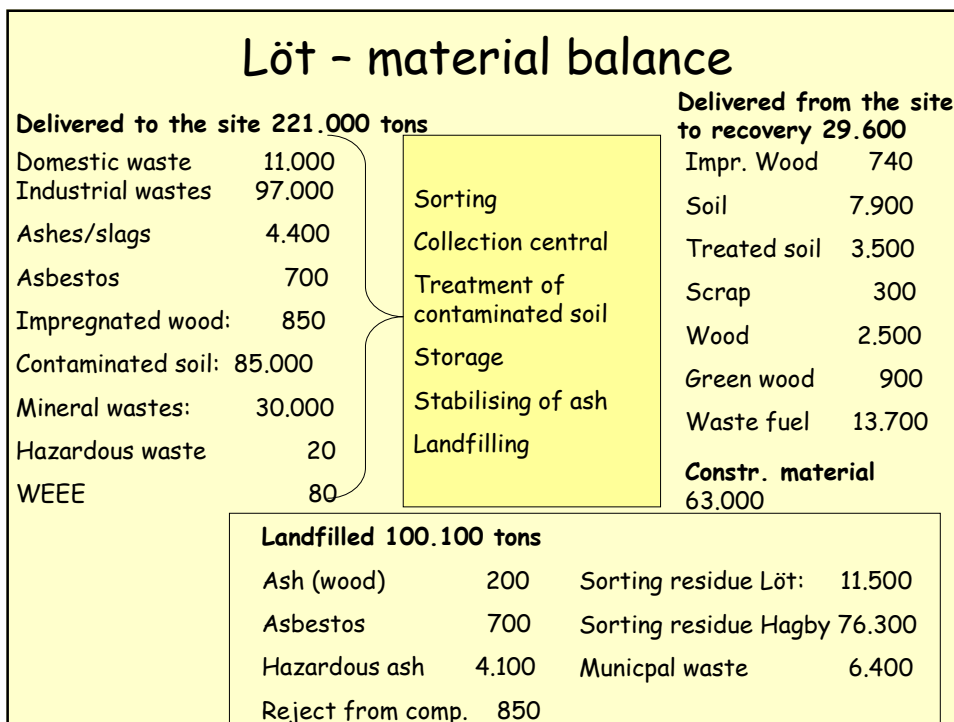 Löt – material balance
Delivered to the site 221.000 tons
Domestic waste 11.000
Industrial wastes 97.000
Ashes/slags 4.400
Asbestos 700
Impregnated wood: 850
Contaminated soil: 85.000
Mineral wastes: 30.000
Hazardous waste 20
WEEE 80
Sorting
Collection central
Treatment of
contaminated soil
Storage
Stabilising of ash
Landfilling
Delivered from the site
to recovery 29.600
Impr. Wood 740
Soil 7.900
Treated soil 3.500
Scrap 300
Wood 2.500
Green wood 900
Waste fuel 13.700
Constr. material
63.000
Landfilled 100.100 tons
Ash (wood) 200
Asbestos 700
Hazardous ash 4.100
Reject from comp. 850
Sorting residue Löt: 11.500
Sorting residue Hagby 76.300
Municpal waste 6.400